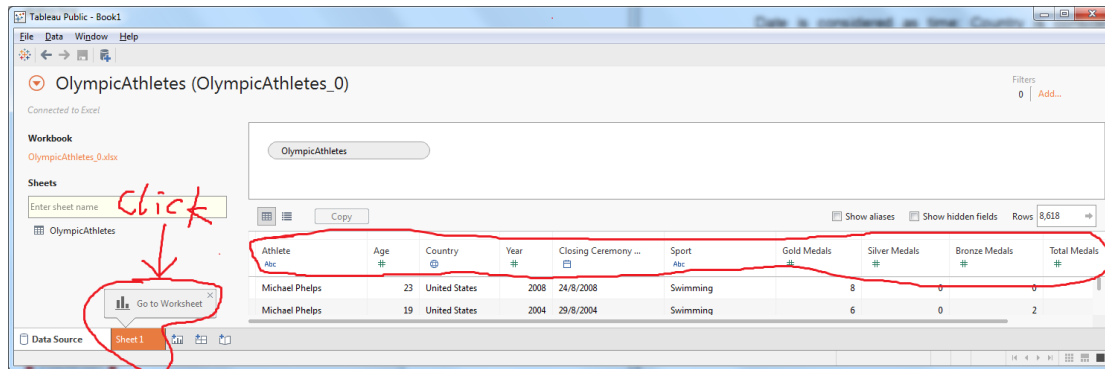 Tableau Public - Book1
Date is considered as time; Country is
File Data Window Help
OlympicAthletes (OlympicAthletes_0)
Filters
0 Add...
Connected to Excel
Workbook
OlympicAthletes_0.xlsx
OlympicAthletes
Sheets
Enter sheet name
Click
Copy
Show aliases Show hidden fields Rows 8,618
OlympicAthletes
Athlete Age Country Year Closing Ceremony ... Sport Gold Medals Silver Medals Bronze Medals Total Medals
Abc # # Abc # # # #
Michael Phelps 23 United States 2008 24/8/2008 Swimming 8 0 0
Go to Worksheet
Michael Phelps 19 United States 2004 29/8/2004 Swimming 6 0 2
Data Source Sheet 1